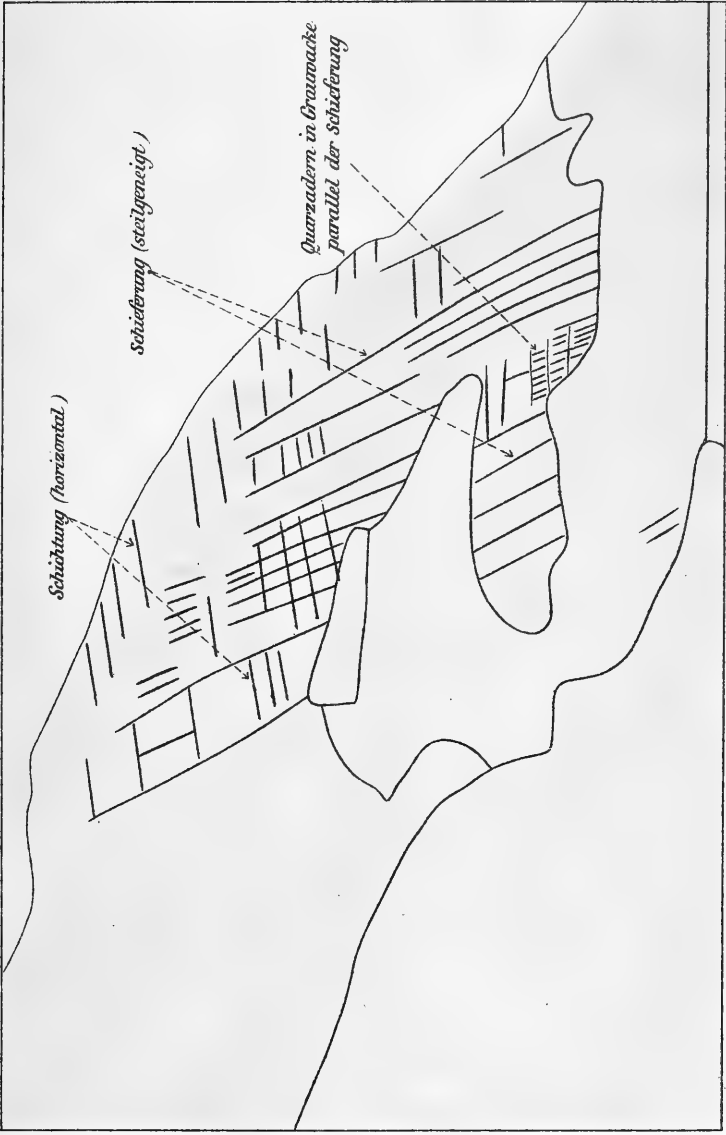 Schichtung (horizontal)
Schieferung (steilgeneigt)
Quarzadern in Grauwacke
parallel der Schieferung